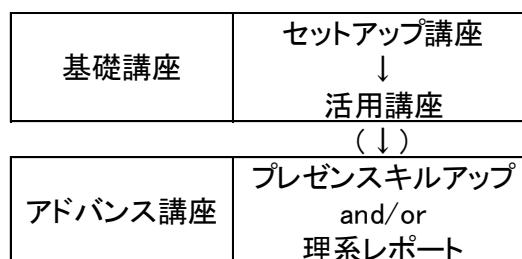 基礎講座
セットアップ講座
↓
活用講座
(↓)
アドバンス講座
プレゼンスキルアップ
and/or
理系レポート